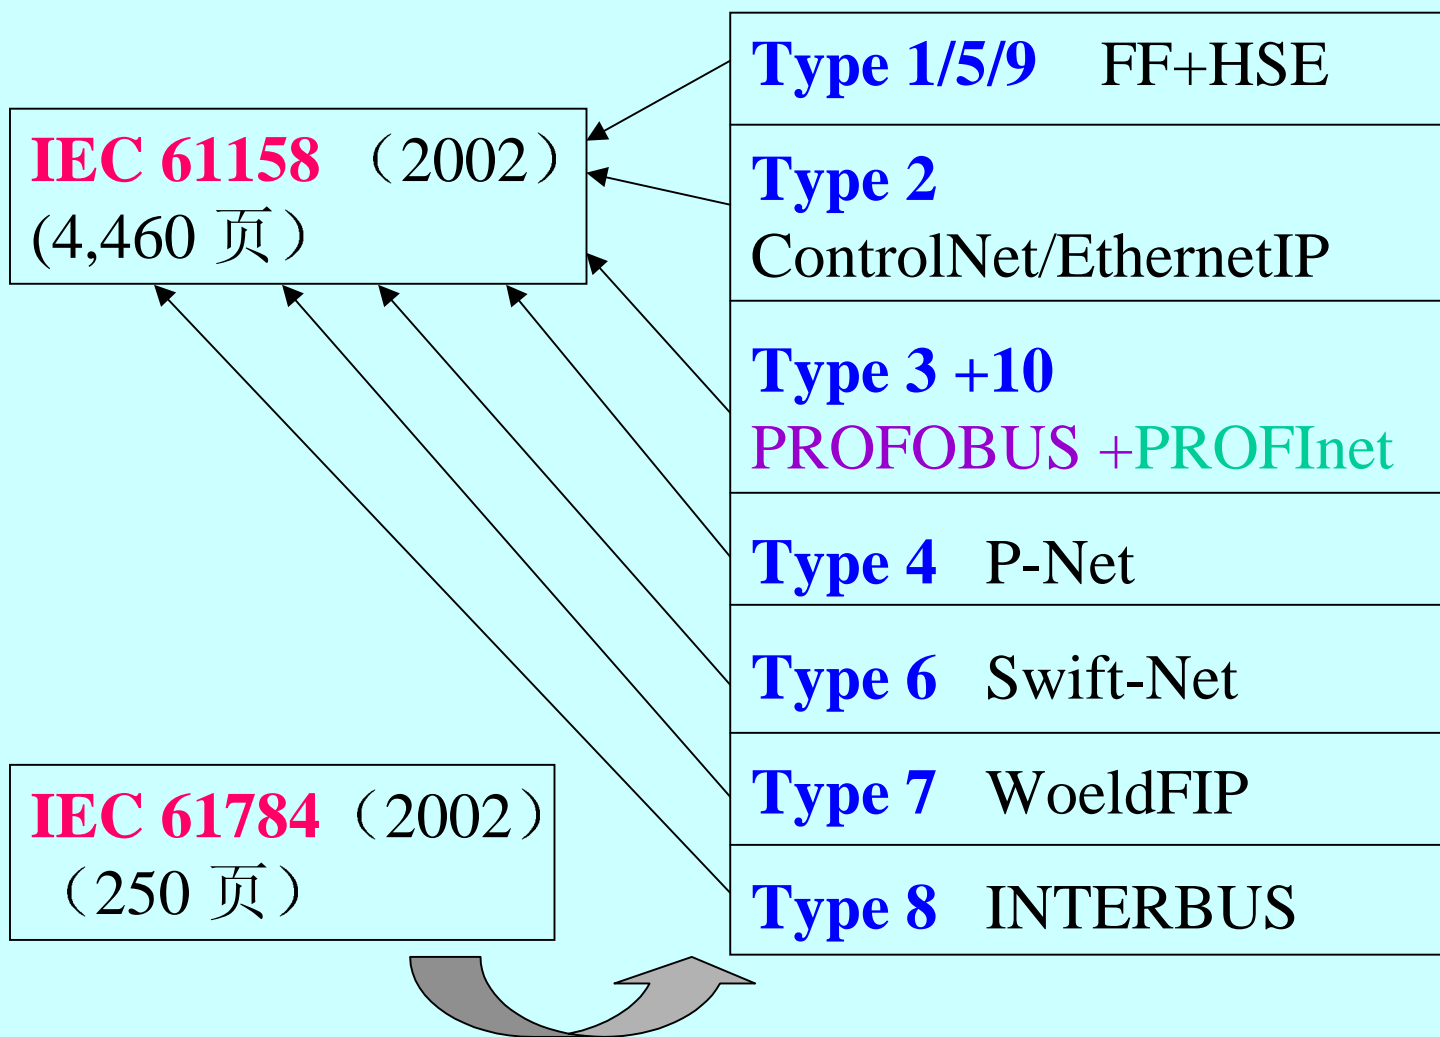 IEC 61158 （2002）
(4,460 页）
IEC 61784（2002）
（250 页）
Type 1/5/9 FF+HSE
Type 2
ControlNet/EthernetIP
Type 3 +10
PROFOBUS +PROFInet
Type 4 P-Net
Type 6 Swift-Net
Type 7 WoeldFIP
Type 8 INTERBUS